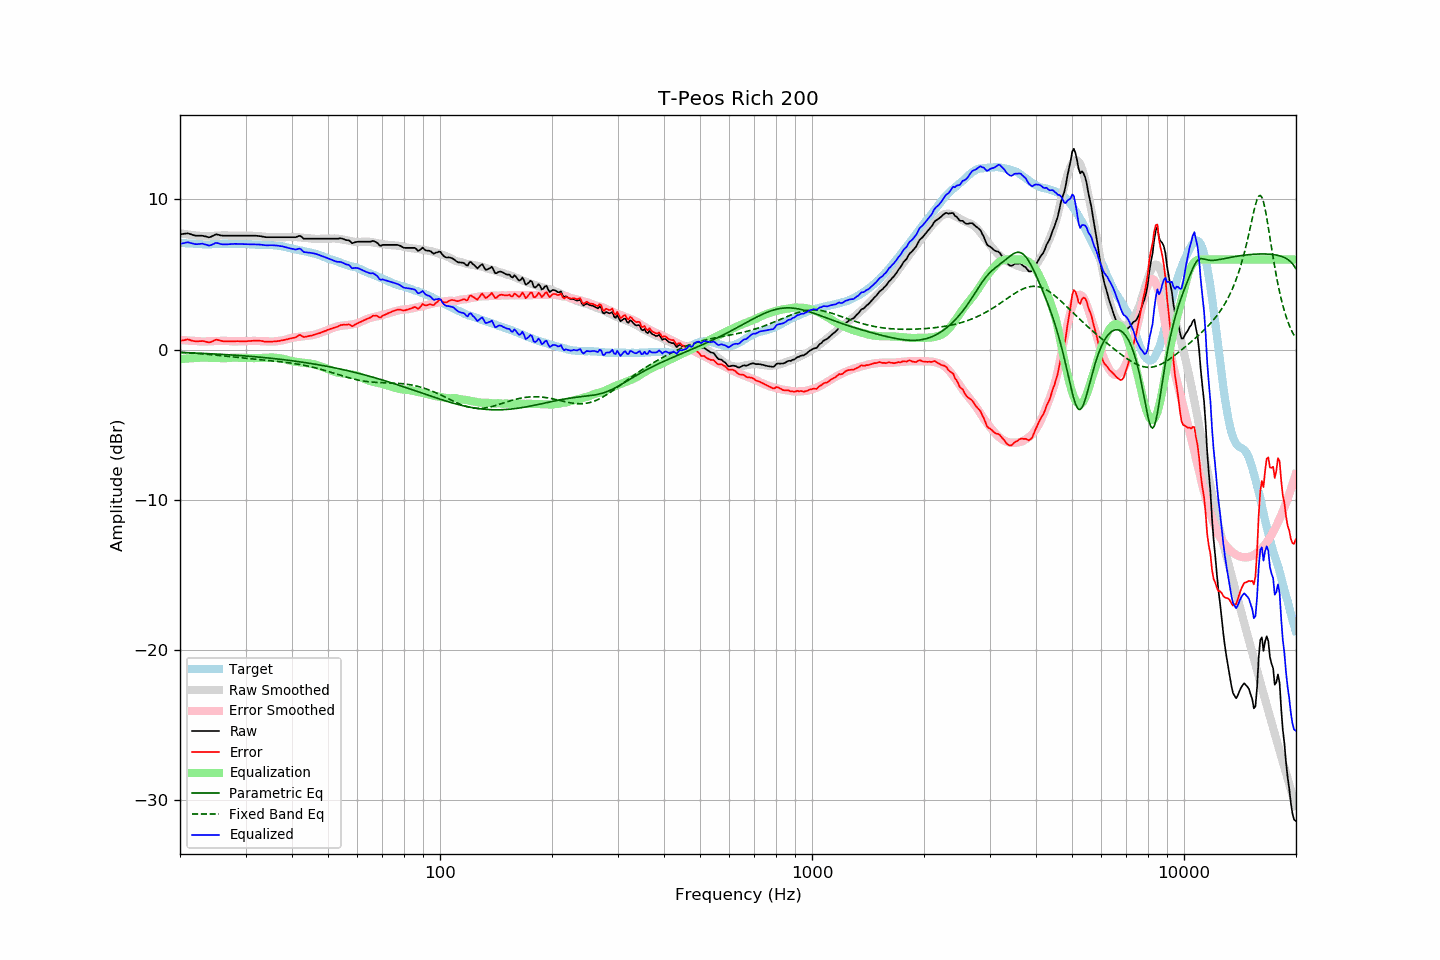 T-Peos Rich 200
Amplitude (dBr)
10
0
−10
−20
−30
Target
Raw Smoothed
Error Smoothed
Raw
Error
Equalization
Parametric Eq
Fixed Band Eq
Equalized
100
1000
10000
Frequency (Hz)